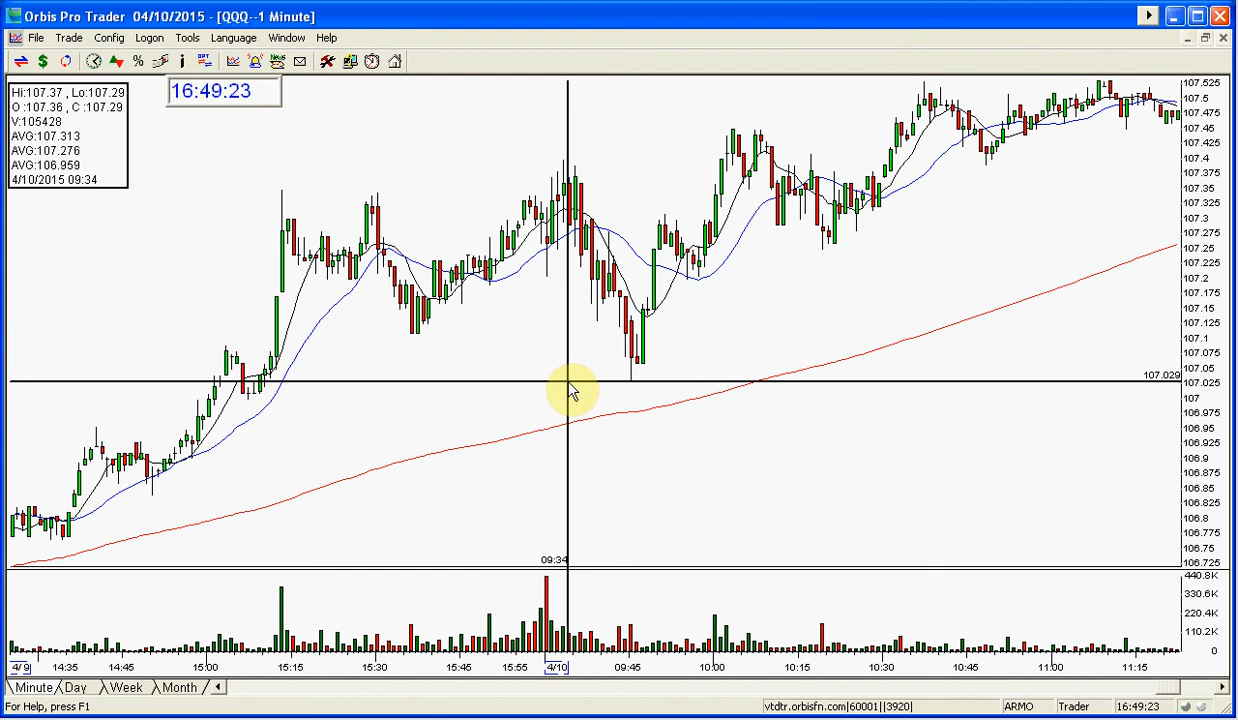 Orbis Pro Trader 04/10/2015 - [QQQ--1 Minute]
File Trade Config Logon Tools Language Window Help
Hi:107.37 , Lo:107.29
O :107.36 , C :107.29
V:105428
AVG:107.313
AVG:107.276
AVG:106.959
4/10/2015 09:34
16:49:23
107.525
107.5
107.475
107.45
107.425
107.4
107.375
107.35
107.325
107.3
107.275
107.25
107.225
107.2
107.175
107.15
107.125
107.1
107.075
107.029
107.05
107.025
107
106.975
106.95
106.925
106.9
106.875
106.85
106.825
106.8
106.775
106.75
106.725
09:34
440.8K
330.6K
220.4K
110.2K
0
4/9 14:35 14:45 15:00 15:15 15:30 15:45 15:55 4/10 09:45 10:00 10:15 10:30 10:45 11:00 11:15
Minute Day Week Month
For Help, press F1 vtdtr.orbisfn.com|60001||3920| ARMO Trader 16:49:23